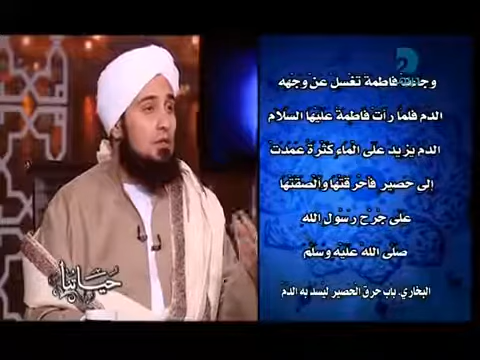 وجاءت فاطمة تغسل عن وجهه
الدم فلما رأت فاطمة عليها السلام
الدم يزيد على الماء كثرة عمدت
إلى حصير فأحرقتها وألصقتها
على جرح رسول الله
صلى الله عليه وسلم
البخاري. باب حرق الحصير ليسد به الدم
حياتنا